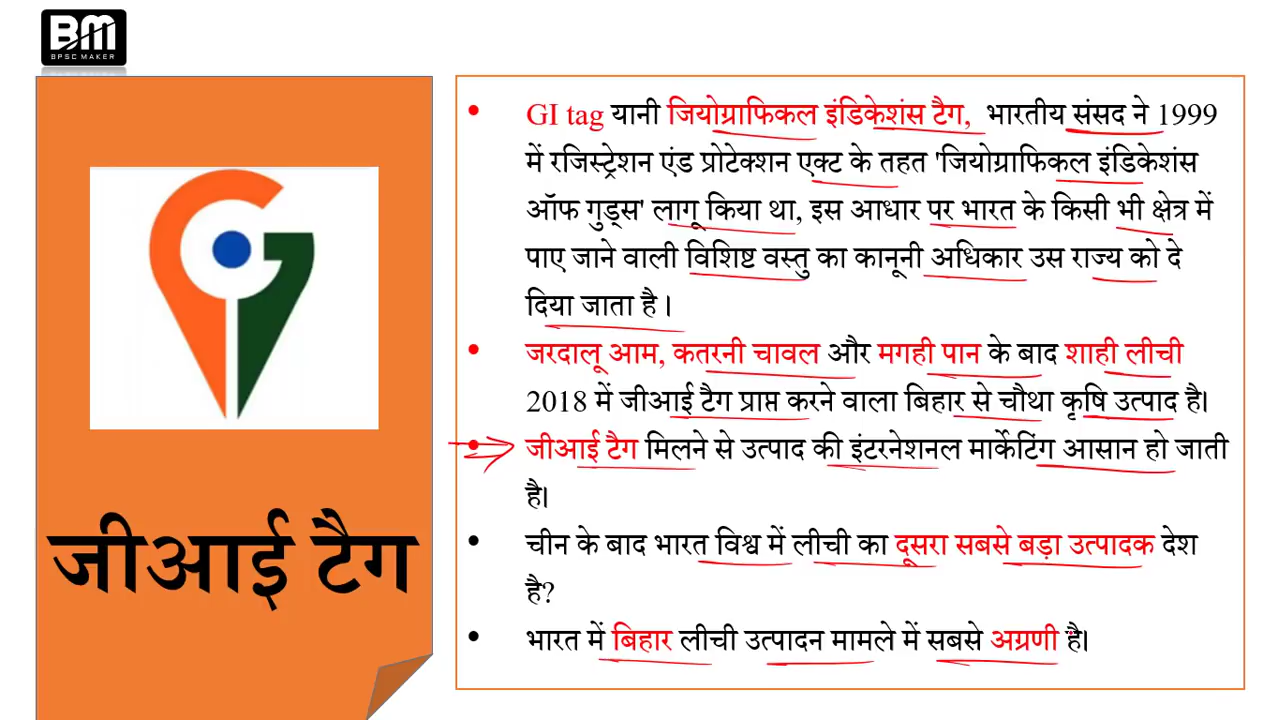 BM
BPSC MAKER
जीआई टैग
• GI tag यानी जियोग्राफिकल इंडिकेशंस टैग, भारतीय संसद ने 1999
में रजिस्ट्रेशन एंड प्रोटेक्शन एक्ट के तहत 'जियोग्राफिकल इंडिकेशंस
ऑफ गुड्स' लागू किया था, इस आधार पर भारत के किसी भी क्षेत्र में
पाए जाने वाली विशिष्ट वस्तु का कानूनी अधिकार उस राज्य को दे
दिया जाता है।
• जरदालू आम, कतरनी चावल और मगही पान के बाद शाही लीची
2018 में जीआई टैग प्राप्त करने वाला बिहार से चौथा कृषि उत्पाद है।
• जीआई टैग मिलने से उत्पाद की इंटरनेशनल मार्केटिंग आसान हो जाती
है।
• चीन के बाद भारत विश्व में लीची का दूसरा सबसे बड़ा उत्पादक देश
है?
• भारत में बिहार लीची उत्पादन मामले में सबसे अग्रणी है।